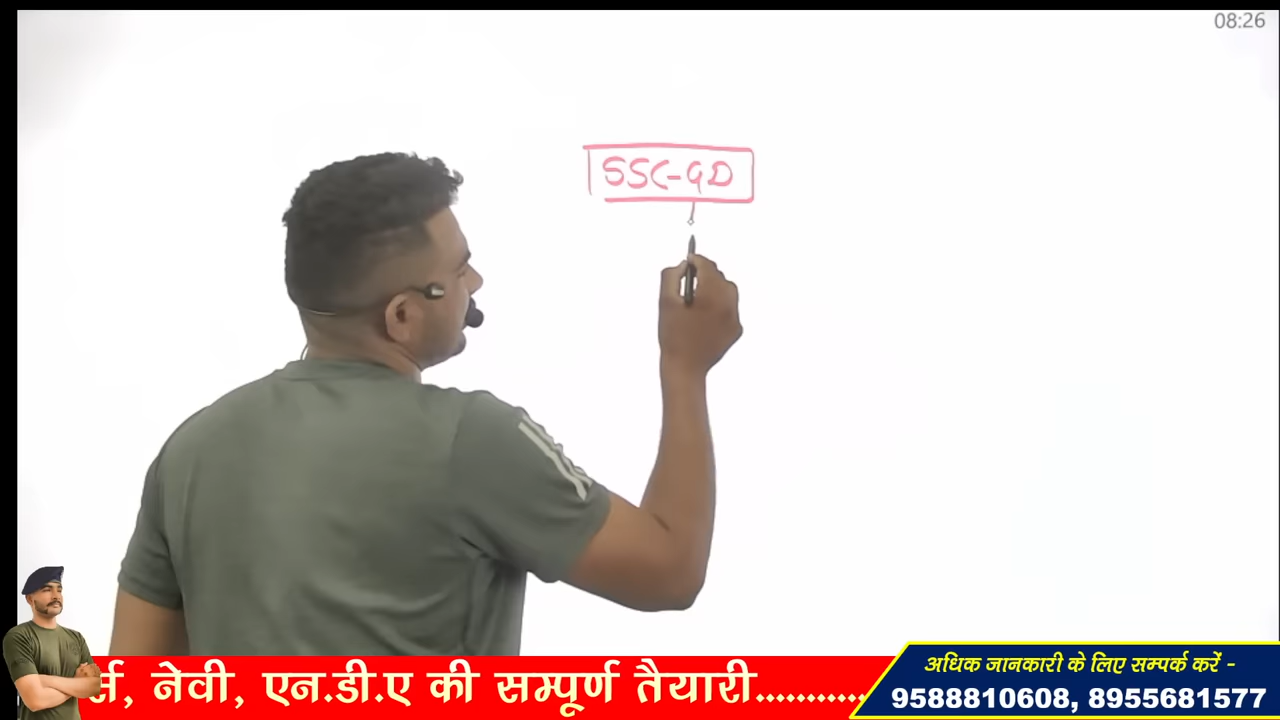 08:26
SSC-GD
नेवी, एन.डी.ए की सम्पूर्ण तैयारी...........
अधिक जानकारी के लिए सम्पर्क करें -
9588810608, 8955681577